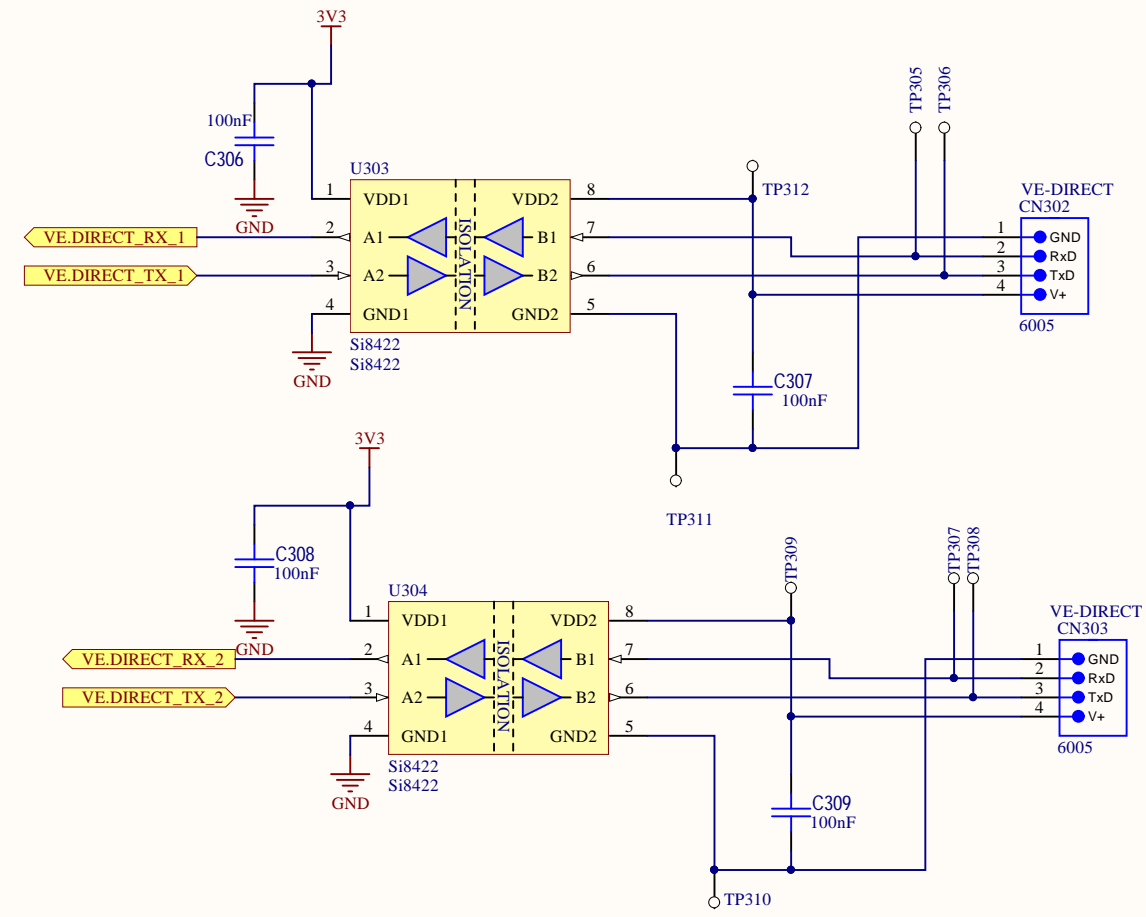 3V3
100nF
C306
GND
U303
1
VDD1
VDD2
8
VE.DIRECT_RX_1
2
A1
B1
7
VE.DIRECT_TX_1
3
A2
B2
6
4
GND1
GND2
5
ISOLATION
Si8422
Si8422
GND
TP312
TP305
TP306
VE-DIRECT
CN302
1
GND
2
RxD
3
TxD
4
V+
6005
C307
100nF
TP311
3V3
C308
100nF
GND
U304
1
VDD1
VDD2
8
VE.DIRECT_RX_2
2
A1
B1
7
VE.DIRECT_TX_2
3
A2
B2
6
4
GND1
GND2
5
ISOLATION
Si8422
Si8422
GND
TP309
TP307
TP308
VE-DIRECT
CN303
1
GND
2
RxD
3
TxD
4
V+
6005
C309
100nF
TP310